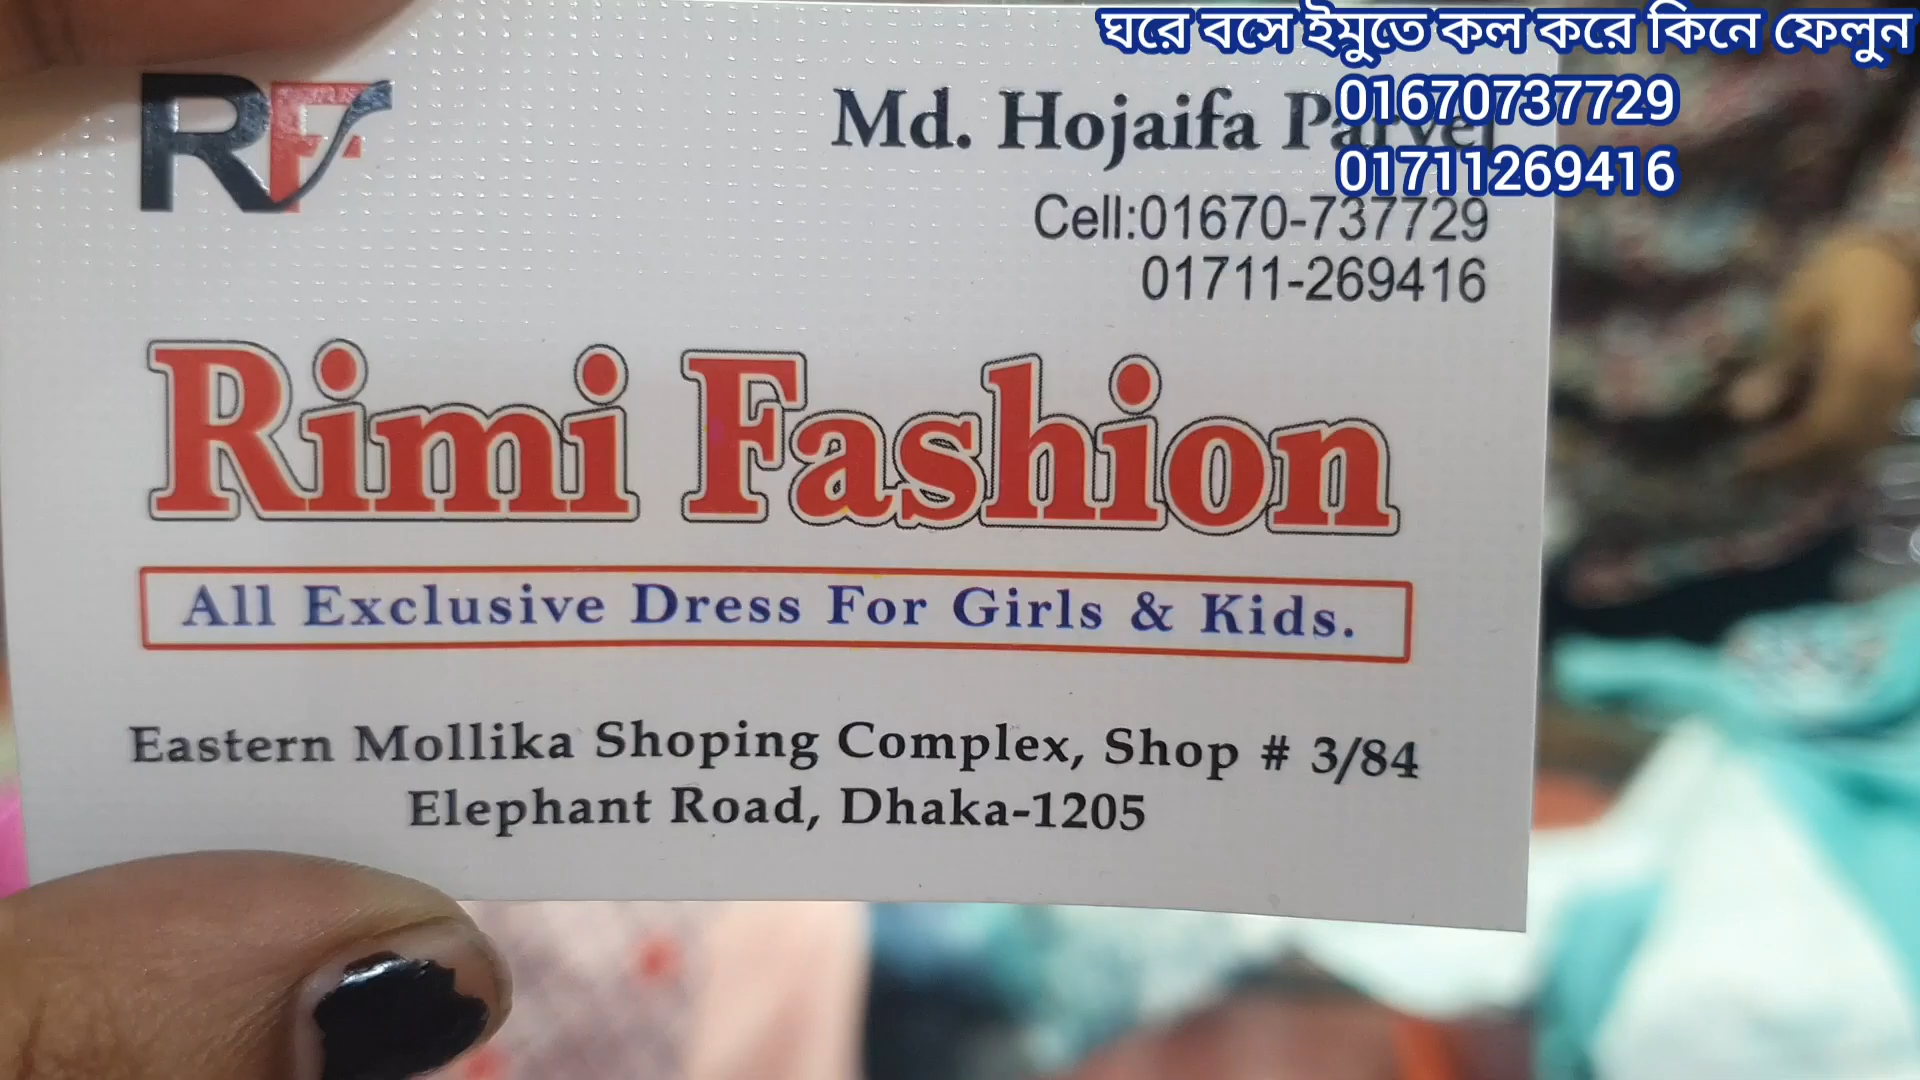 ঘরে বসে ইমুতে কল করে কিনে ফেলুন
01670737729
01711269416
RF
Md. Hojaifa
Cell:01670-737729
01711-269416
Rimi Fashion
All Exclusive Dress For Girls & Kids.
Eastern Mollika Shoping Complex, Shop # 3/84
Elephant Road, Dhaka-1205